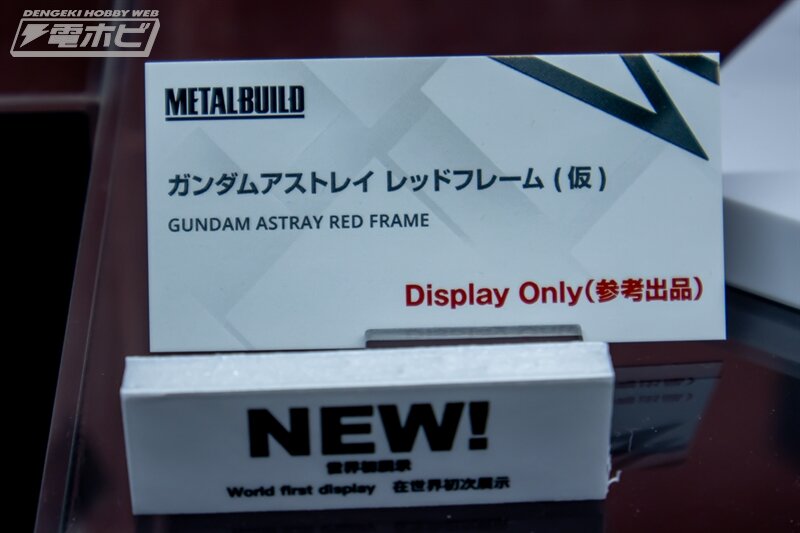 DENGEKI HOBBY WEB
電ホビ
METALBUILD
ガンダムアストレイ レッドフレーム (仮)
GUNDAM ASTRAY RED FRAME
Display Only(参考出品)
NEW!
世界初展示
World first display 在世界初次展示